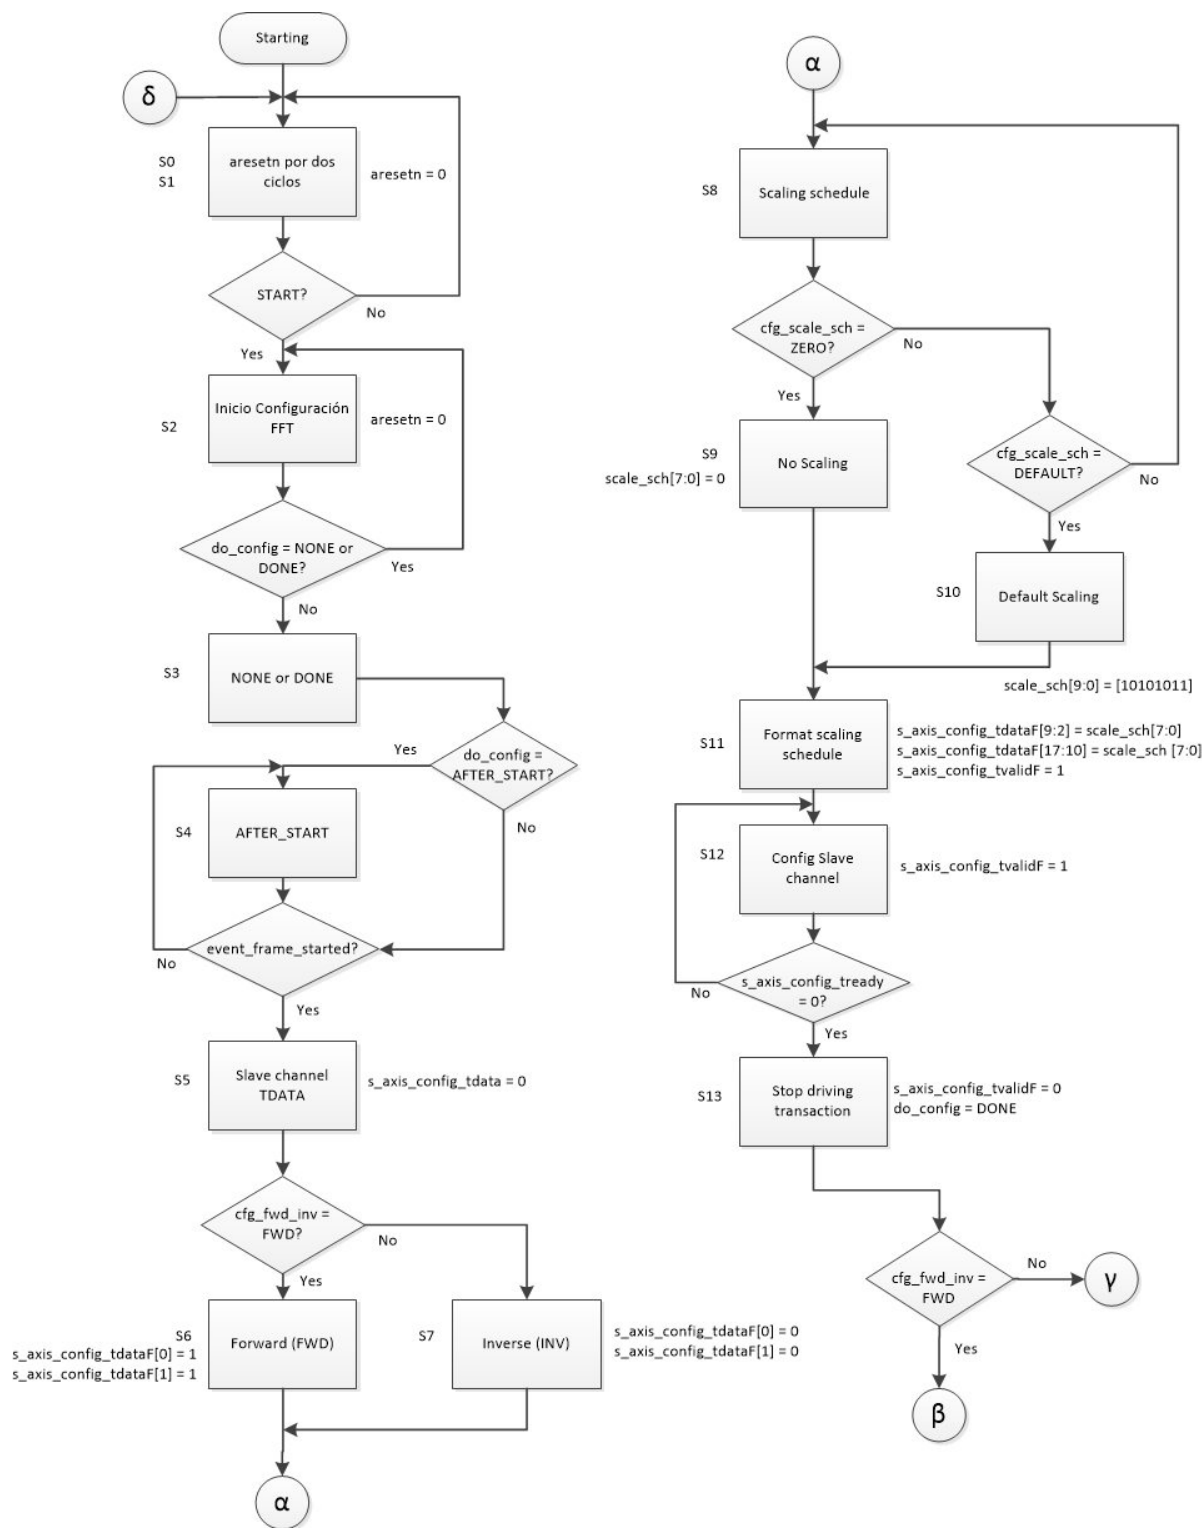 Starting
δ
S0
S1
aresetn por dos
ciclos
aresetn = 0
START?
No
Yes
S2
Inicio Configuración
FFT
aresetn = 0
do_config = NONE or
DONE?
Yes
No
S3
NONE or DONE
Yes
do_config =
AFTER_START?
No
S4
AFTER_START
event_frame_started?
No
Yes
S5
Slave channel
TDATA
s_axis_config_tdata = 0
cfg_fwd_inv =
FWD?
No
Yes
S6
s_axis_config_tdataF[0] = 1
s_axis_config_tdataF[1] = 1
Forward (FWD)
S7
Inverse (INV)
s_axis_config_tdataF[0] = 0
s_axis_config_tdataF[1] = 0
α
α
S8
Scaling schedule
cfg_scale_sch =
ZERO?
No
Yes
S9
scale_sch[7:0] = 0
No Scaling
cfg_scale_sch =
DEFAULT?
No
Yes
S10
Default Scaling
scale_sch[9:0] = [10101011]
S11
Format scaling
schedule
s_axis_config_tdataF[9:2] = scale_sch[7:0]
s_axis_config_tdataF[17:10] = scale_sch [7:0]
s_axis_config_tvalidF = 1
S12
Config Slave
channel
s_axis_config_tvalidF = 1
s_axis_config_tready
= 0?
No
Yes
S13
Stop driving
transaction
s_axis_config_tvalidF = 0
do_config = DONE
cfg_fwd_inv =
FWD
No
γ
Yes
β